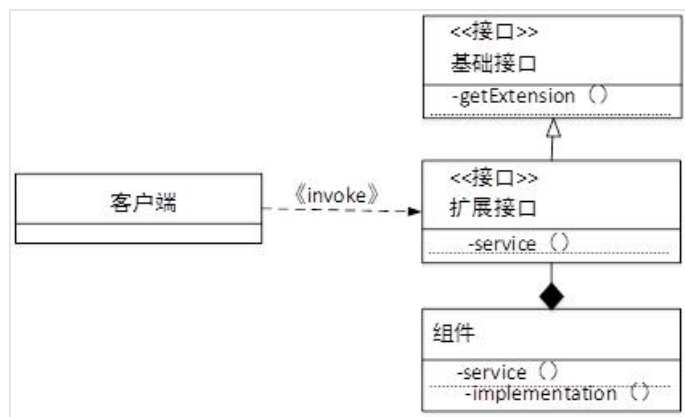 <<接口>>
基础接口
-getExtension（）
客户端
《invoke》
<<接口>>
扩展接口
-service（）
组件
-service（）
-implementation（）